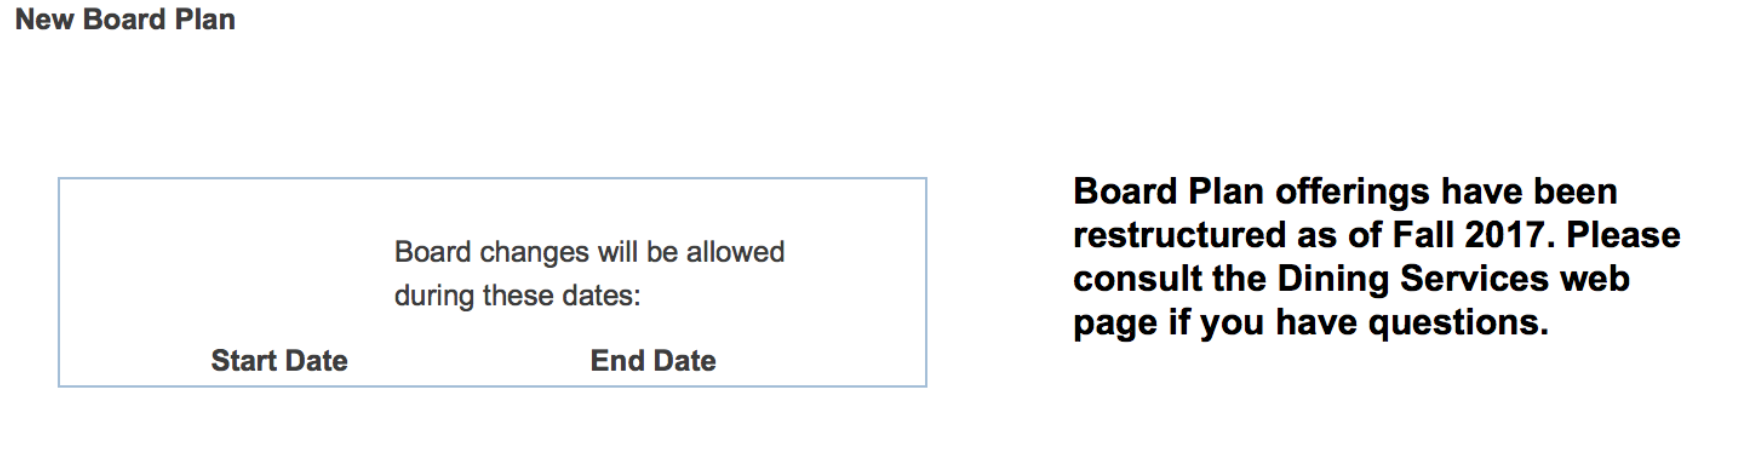 New Board Plan
Board changes will be allowed
during these dates:
Start Date End Date
Board Plan offerings have been
restructured as of Fall 2017. Please
consult the Dining Services web
page if you have questions.